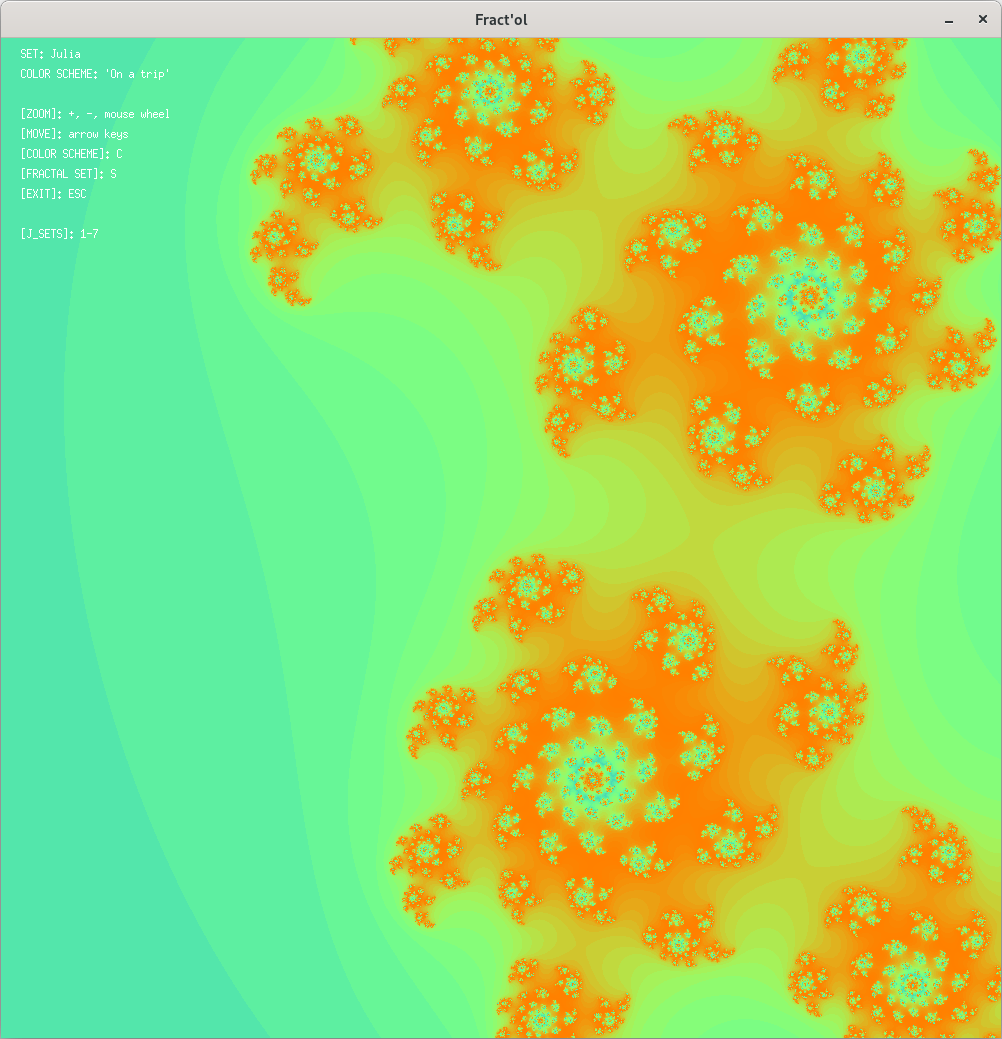 Fract'ol
SET: Julia
COLOR SCHEME: 'On a trip'
[ZOOM]: +, -, mouse wheel
[MOVE]: arrow keys
[COLOR SCHEME]: C
[FRACTAL SET]: S
[EXIT]: ESC
[J_SETS]: 1-7